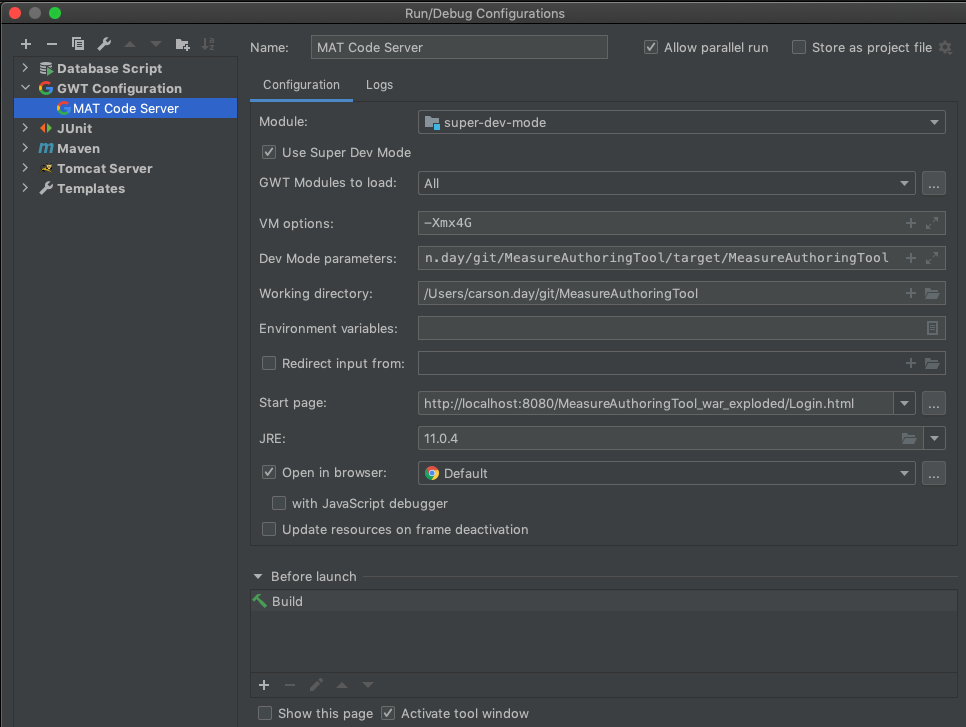 Run/Debug Configurations
Name: MAT Code Server Allow parallel run Store as project file
Database Script
GWT Configuration
MAT Code Server
JUnit
Maven
Tomcat Server
Templates
Configuration Logs
Module: super-dev-mode
Use Super Dev Mode
GWT Modules to load: All ...
VM options: -Xmx4G
Dev Mode parameters: n.day/git/MeasureAuthoringTool/target/MeasureAuthoringTool
Working directory: /Users/carson.day/git/MeasureAuthoringTool
Environment variables:
Redirect input from:
Start page: http://localhost:8080/MeasureAuthoringTool_war_exploded/Login.html ...
JRE: 11.0.4
Open in browser: Default ...
with JavaScript debugger
Update resources on frame deactivation
Before launch
Build
Show this page Activate tool window